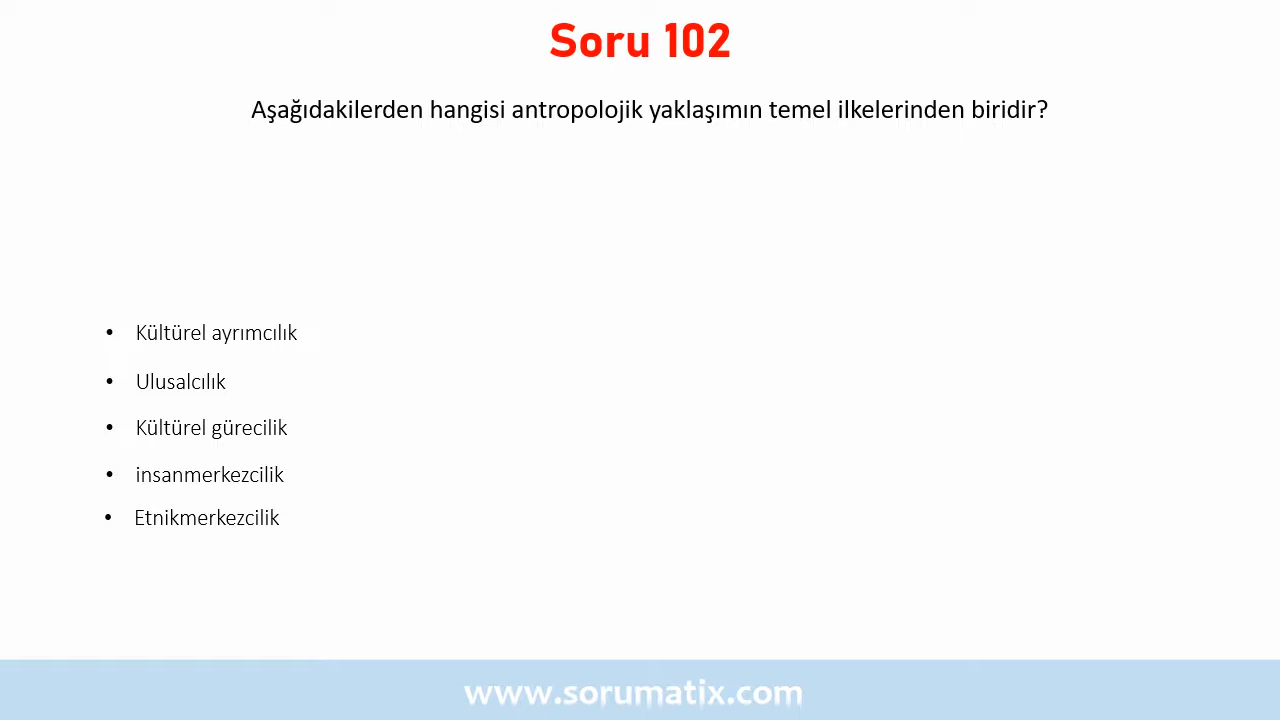 Soru 102
Aşağıdakilerden hangisi antropolojik yaklaşımın temel ilkelerinden biridir?
• Kültürel ayrımcılık
• Ulusalcılık
• Kültürel gürecilik
• insanmerkezcilik
• Etnikmerkezcilik
www.sorumatix.com